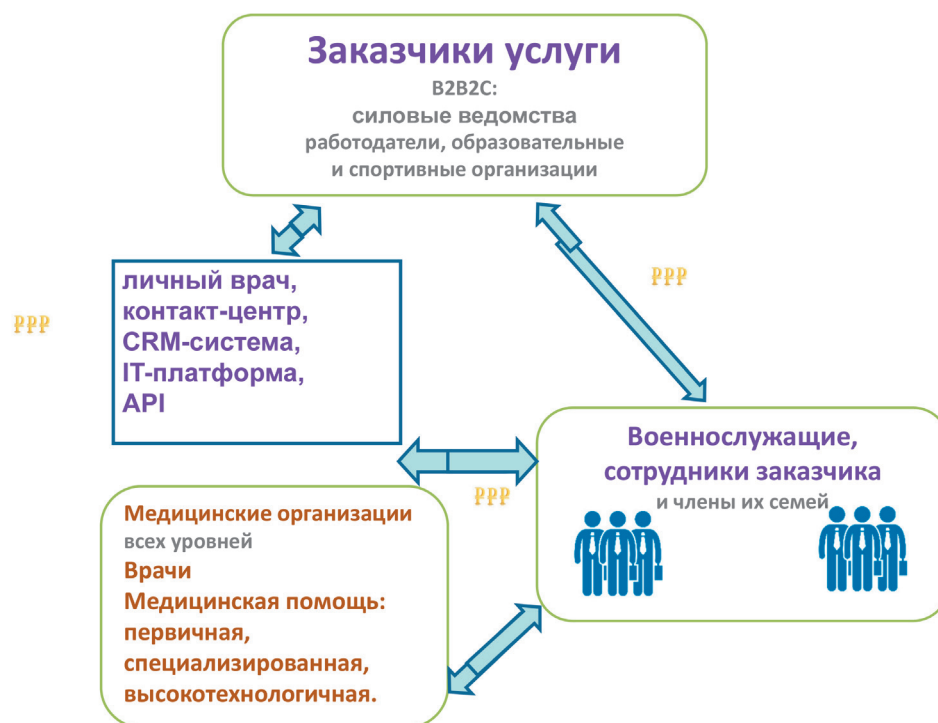 Заказчики услуги
B2B2C:
силовые ведомства
работодатели, образовательные
и спортивные организации
₽₽₽
личный врач,
контакт-центр,
CRM-система,
IT-платформа,
API
₽₽₽
Военнослужащие,
сотрудники заказчика
и члены их семей
₽₽₽
Медицинские организации
всех уровней
Врачи
Медицинская помощь:
первичная,
специализированная,
высокотехнологичная.